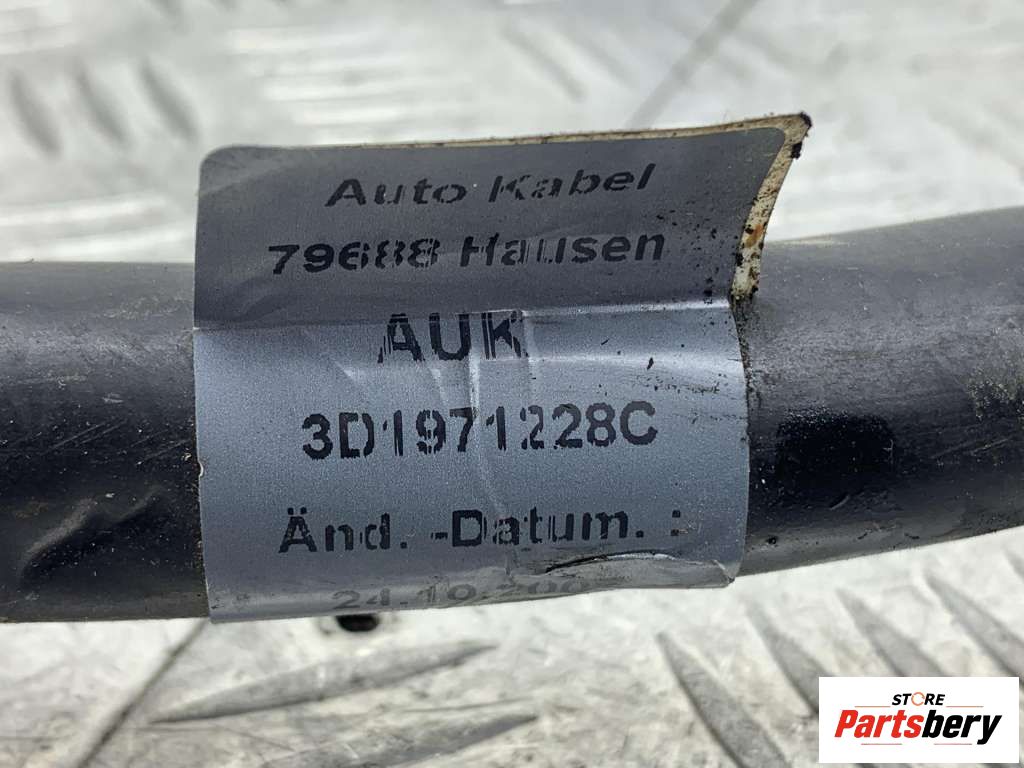 Auto Kabel
79688 Hausen
AUK
3D1971228C
Änd. -Datum. :
STORE
Partsbery